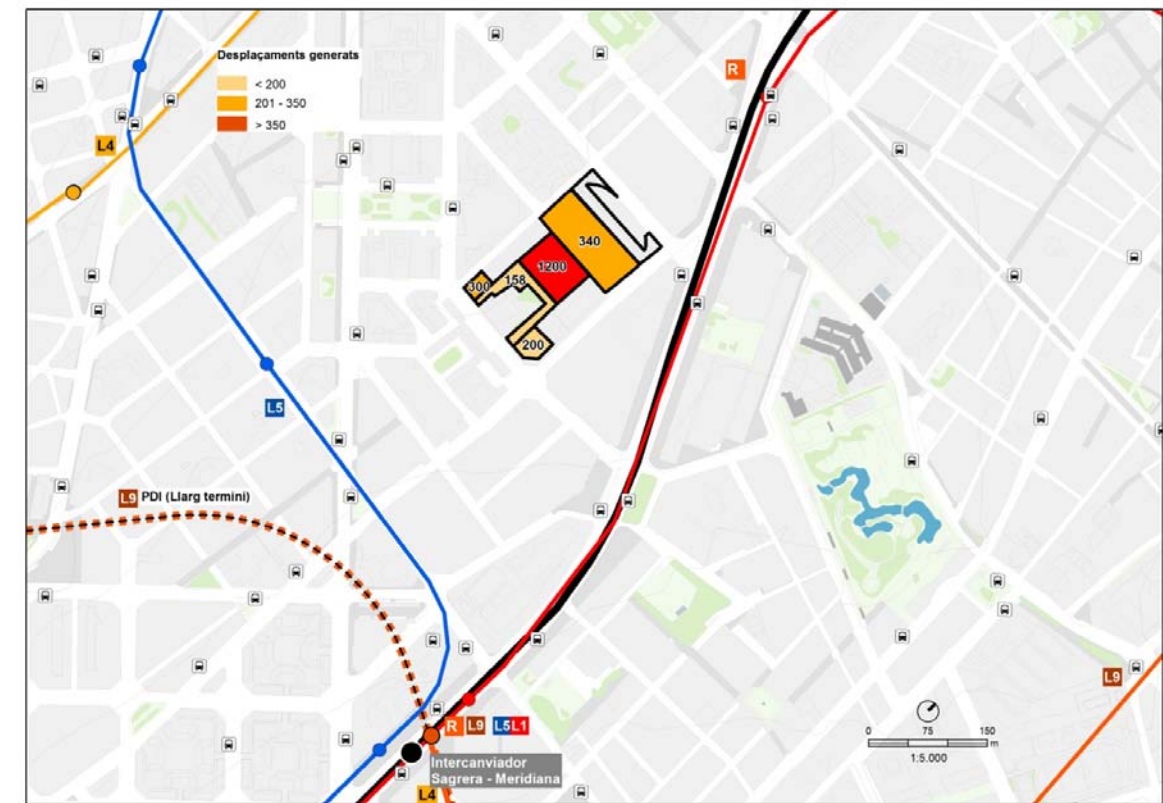 Desplaçaments generats
< 200
201 - 350
> 350
R
L4
340
1200
158
300
200
L5
L9 PDI (Llarg termini)
L9
R L9 L5 L1
Intercanviador
Sagrera - Meridiana
L4
0 75 150
m
1:5.000